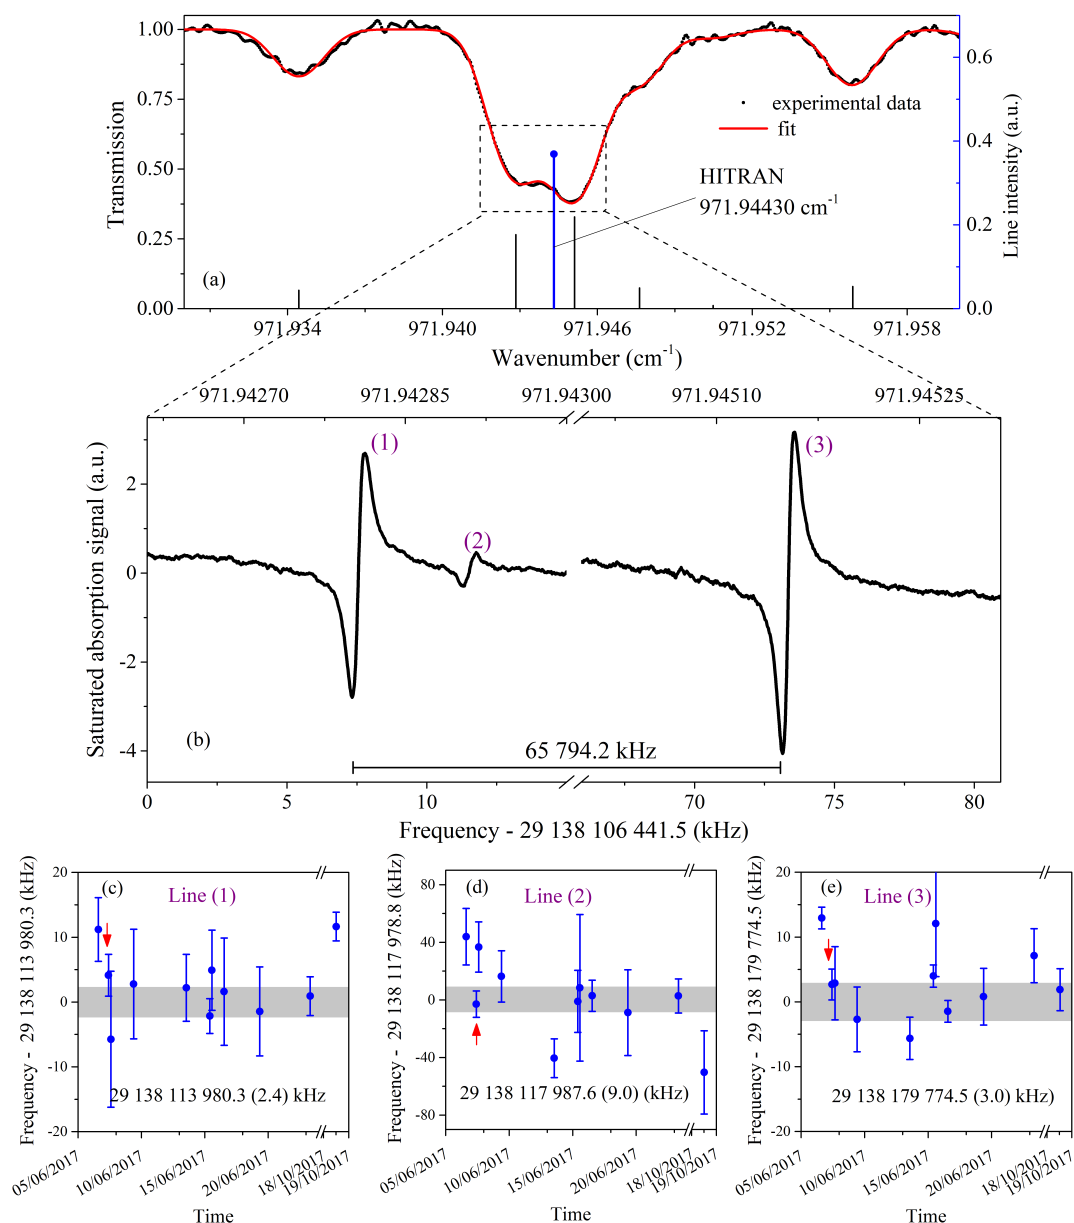 1.00
0.75
0.50
0.25
0.00
Transmission
0.6
0.4
0.2
0.0
Line intensity (a.u.)
experimental data
fit
HITRAN
971.94430 cm-1
(a)
971.934
971.940
971.946
971.952
971.958
Wavenumber (cm-1)
971.94270
971.94285
971.94300
971.94510
971.94525
2
0
-2
-4
Saturated absorption signal (a.u.)
(1)
(2)
(3)
(b)
65 794.2 kHz
0
5
10
70
75
80
Frequency - 29 138 106 441.5 (kHz)
20
10
0
-10
-20
Frequency - 29 138 113 980.3 (kHz)
(c)
Line (1)
29 138 113 980.3 (2.4) kHz
05/06/2017
10/06/2017
15/06/2017
20/06/2017
18/10/2017
19/10/2017
Time
80
40
0
-40
-80
Frequency - 29 138 117 978.8 (kHz)
(d)
Line (2)
29 138 117 987.6 (9.0) (kHz)
05/06/2017
10/06/2017
15/06/2017
20/06/2017
18/10/2017
19/10/2017
Time
20
10
0
-10
-20
Frequency - 29 138 179 774.5 (kHz)
(e)
Line (3)
29 138 179 774.5 (3.0) (kHz)
05/06/2017
10/06/2017
15/06/2017
20/06/2017
18/10/2017
19/10/2017
Time